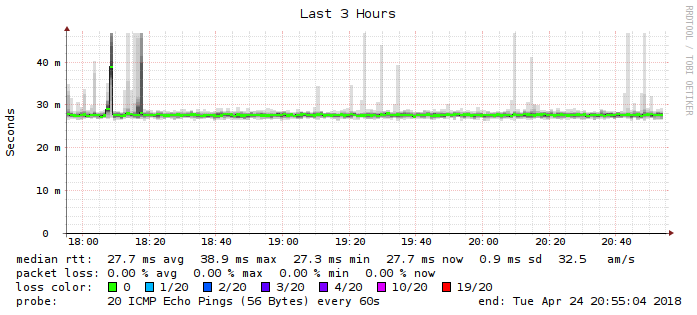 Last 3 Hours
RRDTOOL / TOBI OETIKER
Seconds
40 m
30 m
20 m
10 m
0
18:00 18:20 18:40 19:00 19:20 19:40 20:00 20:20 20:40
median rtt: 27.7 ms avg 38.9 ms max 27.3 ms min 27.7 ms now 0.9 ms sd 32.5 am/s
packet loss: 0.00 % avg 0.00 % max 0.00 % min 0.00 % now
loss color: 0 1/20 2/20 3/20 4/20 10/20 19/20
probe: 20 ICMP Echo Pings (56 Bytes) every 60s end: Tue Apr 24 20:55:04 2018